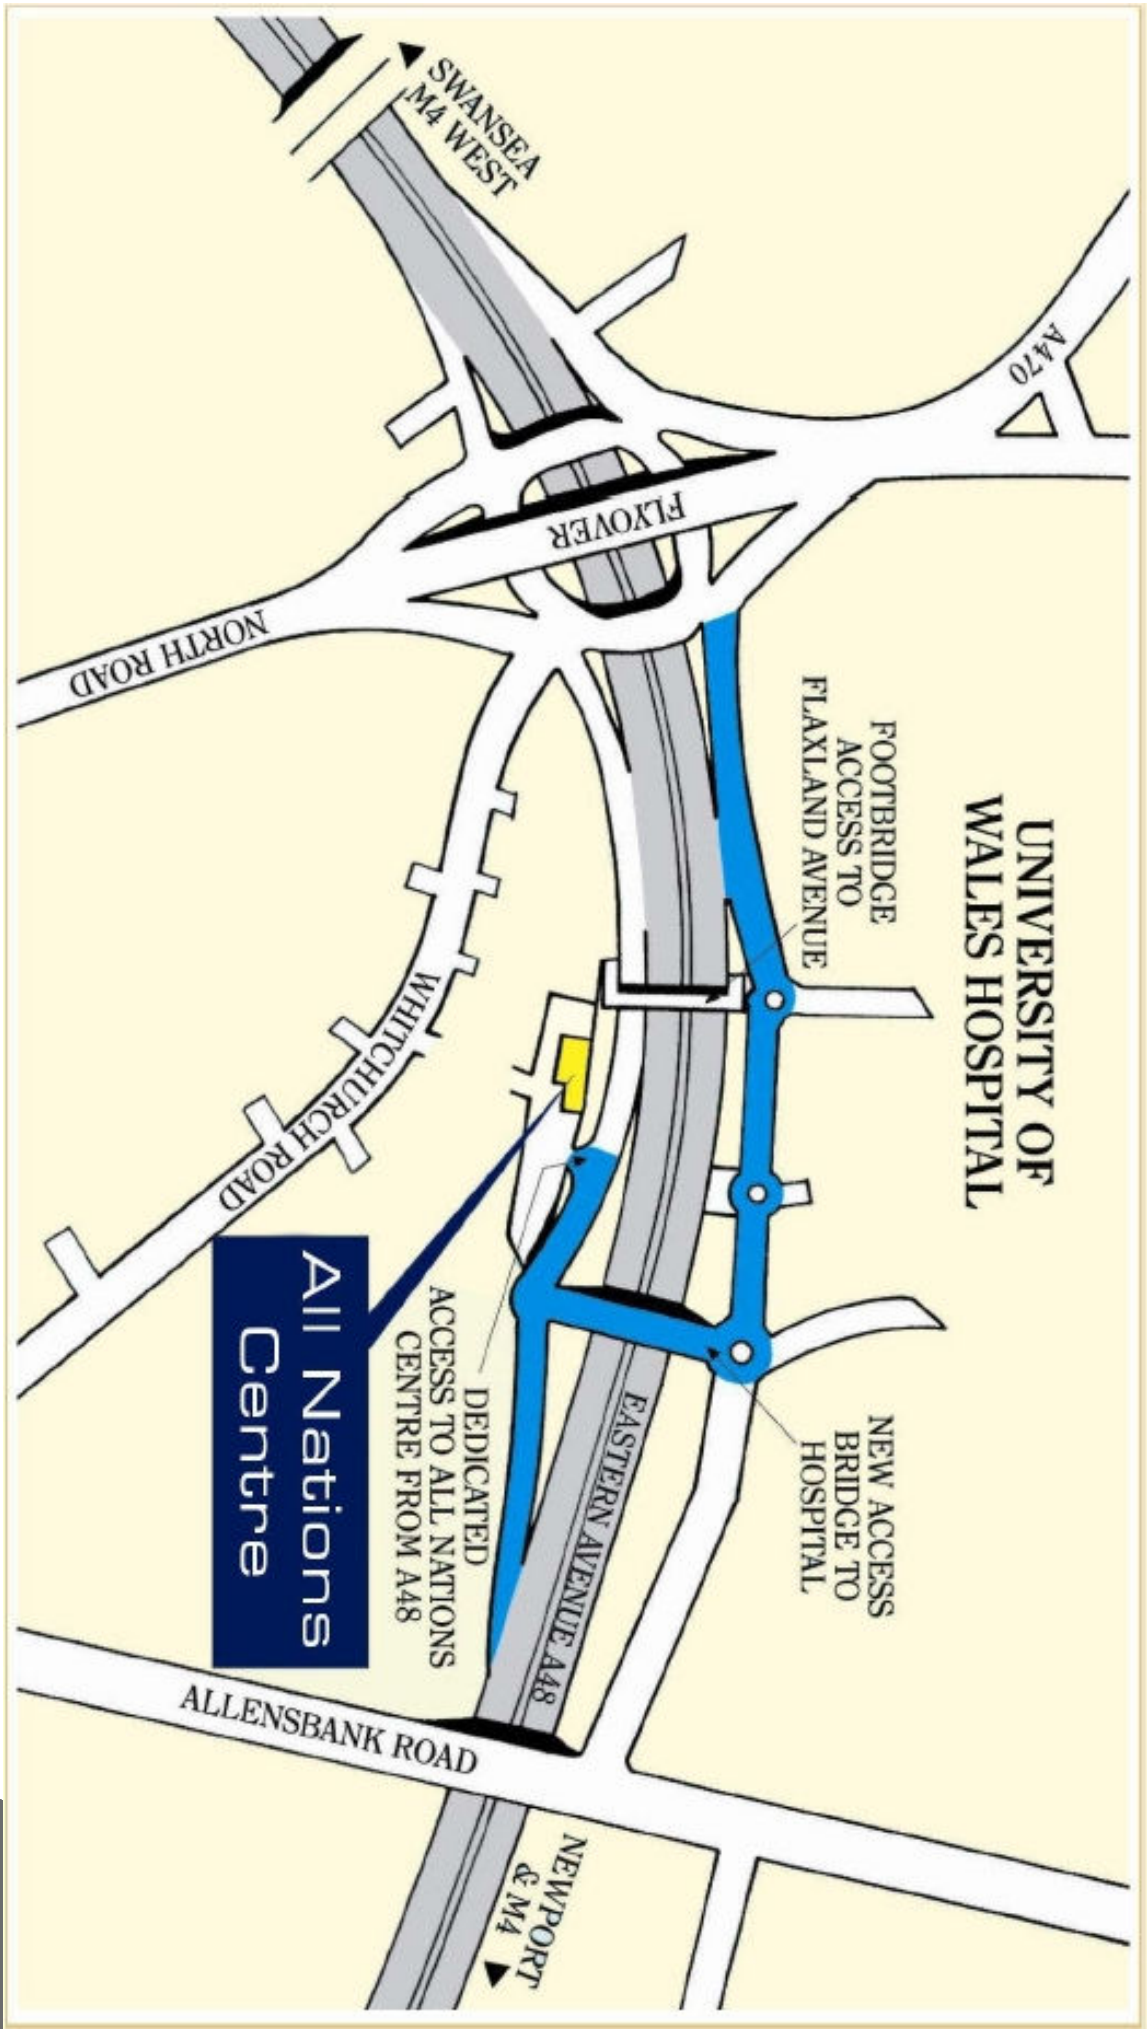 SWANSEA
M4 WEST
A470
FLYOVER
NORTH ROAD
UNIVERSITY OF
WALES HOSPITAL
FOOTBRIDGE
ACCESS TO
FLAXLAND AVENUE
WHITCHURCH ROAD
All Nations
Centre
DEDICATED
ACCESS TO ALL NATIONS
CENTRE FROM A48
NEW ACCESS
BRIDGE TO
HOSPITAL
EASTERN AVENUE A48
ALLENSBANK ROAD
NEWPORT
& M4